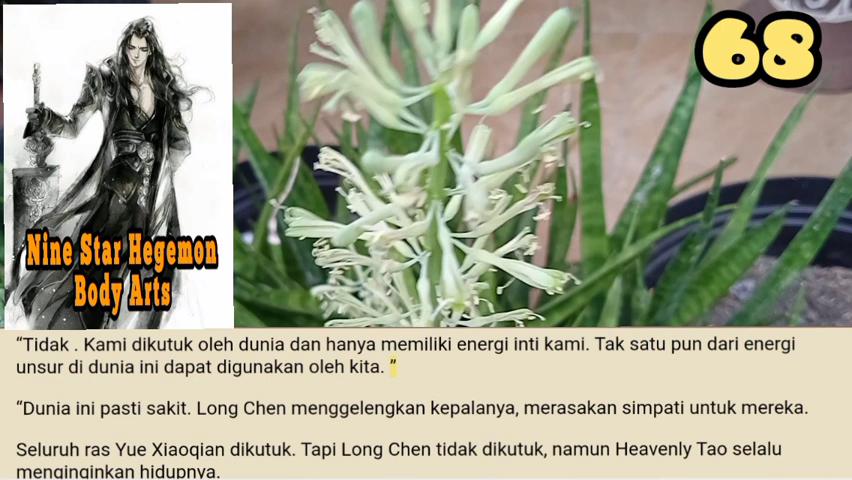 68
Nine Star Hegemon
Body Arts
“Tidak . Kami dikutuk oleh dunia dan hanya memiliki energi inti kami. Tak satu pun dari energi
unsur di dunia ini dapat digunakan oleh kita. ”
“Dunia ini pasti sakit. Long Chen menggelengkan kepalanya, merasakan simpati untuk mereka.
Seluruh ras Yue Xiaoqian dikutuk. Tapi Long Chen tidak dikutuk, namun Heavenly Tao selalu
menginginkan hidupnya.